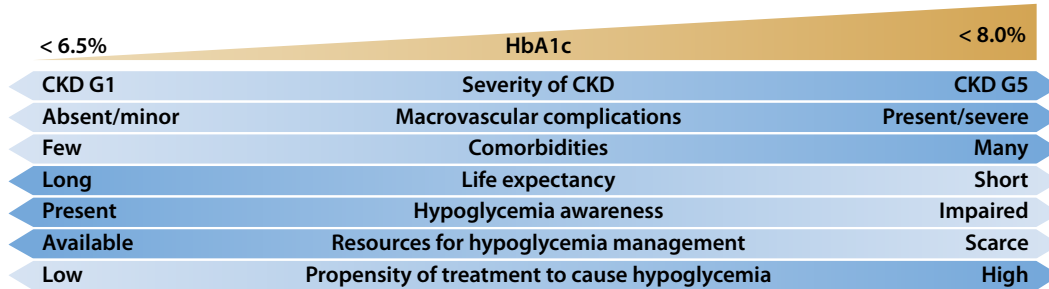 < 6.5% HbA1c < 8.0%
CKD G1 Severity of CKD CKD G5
Absent/minor Macrovascular complications Present/severe
Few Comorbidities Many
Long Life expectancy Short
Present Hypoglycemia awareness Impaired
Available Resources for hypoglycemia management Scarce
Low Propensity of treatment to cause hypoglycemia High